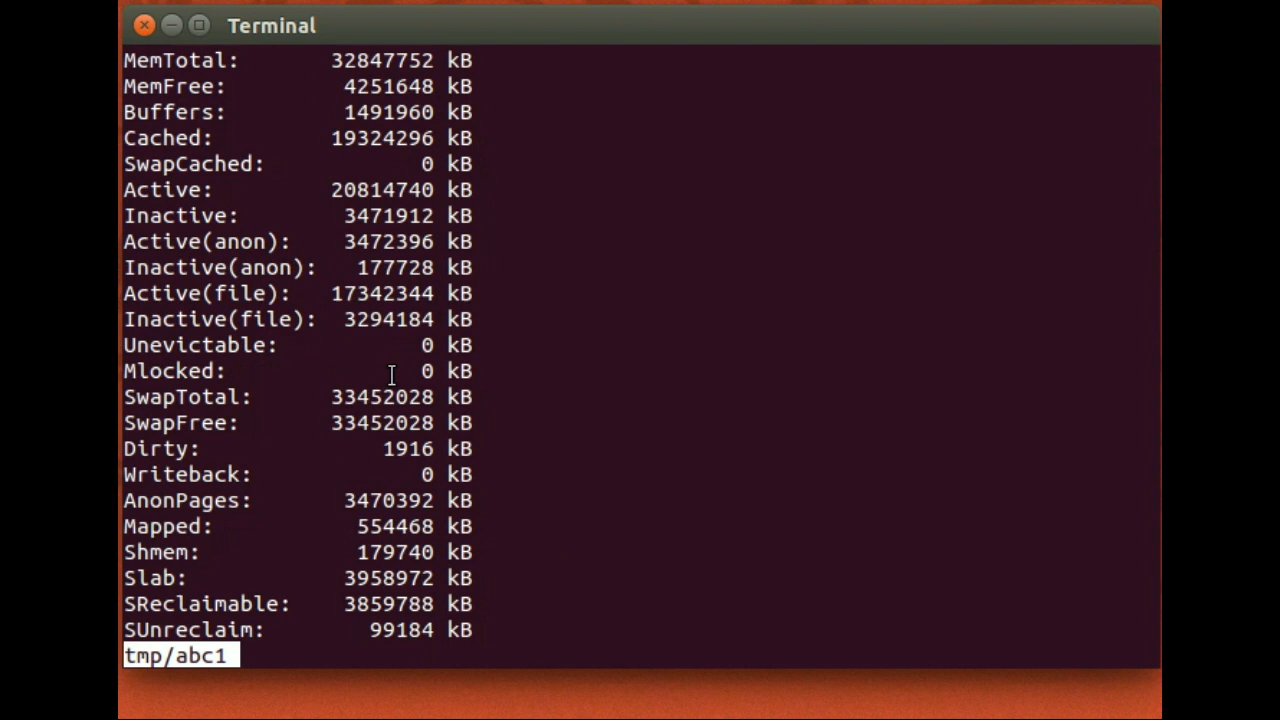 Terminal
MemTotal: 32847752 kB
MemFree: 4251648 kB
Buffers: 1491960 kB
Cached: 19324296 kB
SwapCached: 0 kB
Active: 20814740 kB
Inactive: 3471912 kB
Active(anon): 3472396 kB
Inactive(anon): 177728 kB
Active(file): 17342344 kB
Inactive(file): 3294184 kB
Unevictable: 0 kB
Mlocked: 0 kB
SwapTotal: 33452028 kB
SwapFree: 33452028 kB
Dirty: 1916 kB
Writeback: 0 kB
AnonPages: 3470392 kB
Mapped: 554468 kB
Shmem: 179740 kB
Slab: 3958972 kB
SReclaimable: 3859788 kB
SUnreclaim: 99184 kB
tmp/abc1